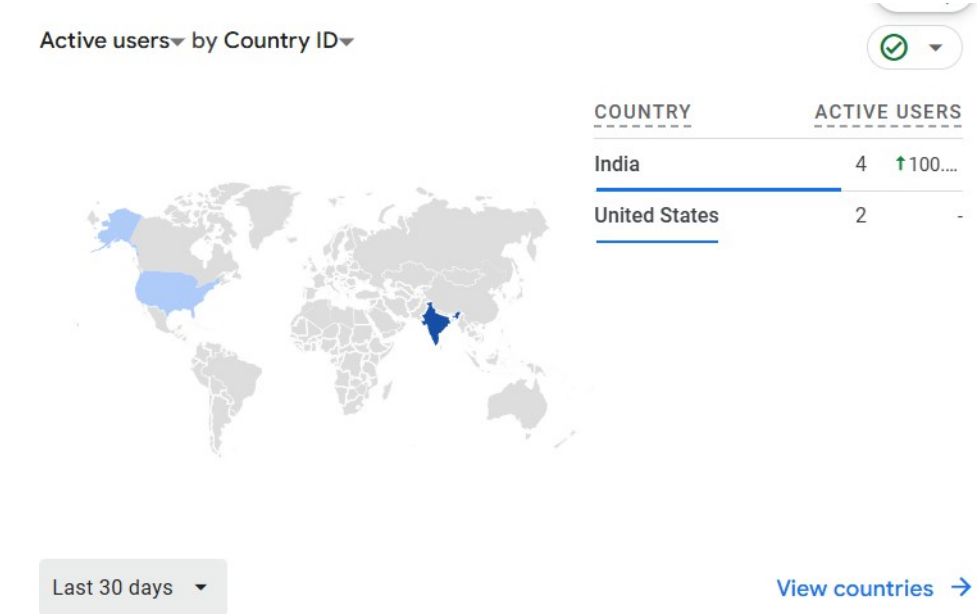 Active users by Country ID
COUNTRY ACTIVE USERS
India 4 100....
United States 2 -
Last 30 days
View countries